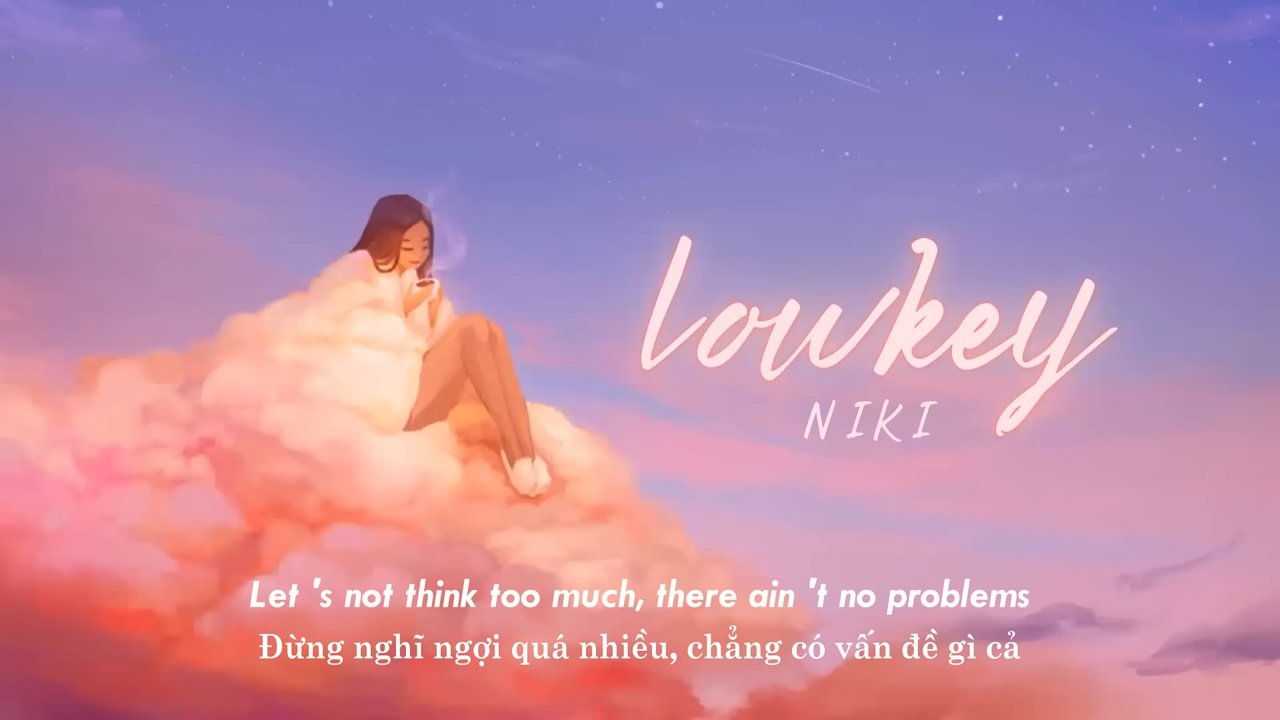 lowkey
NIKI
Let 's not think too much, there ain 't no problems
Đừng nghĩ ngợi quá nhiều, chẳng có vấn đề gì cả